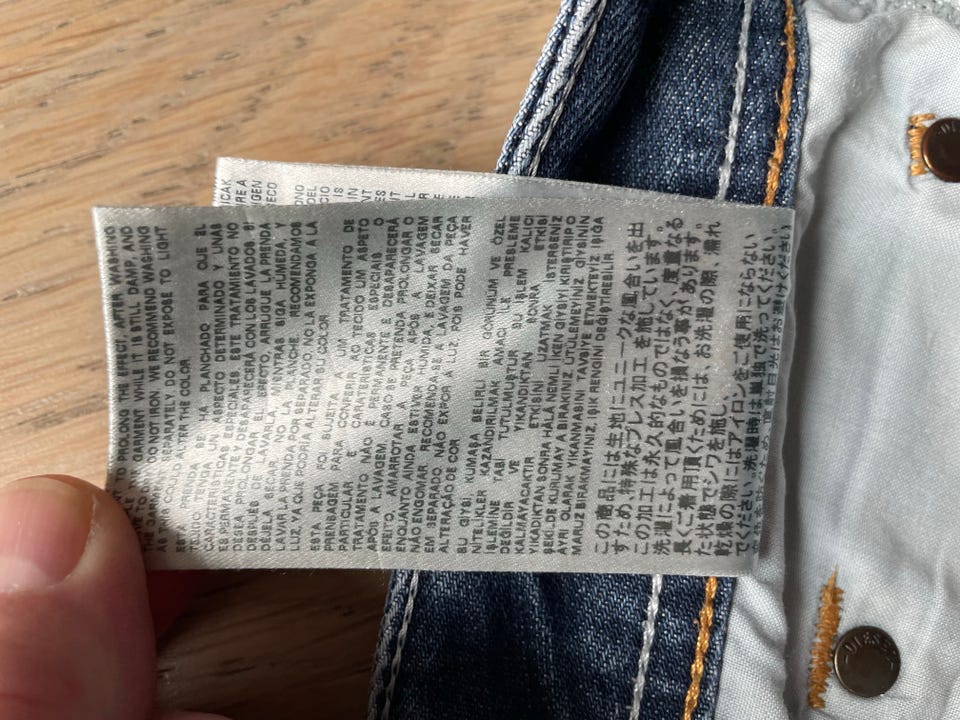 NT TO PROLONG THE EFFECT, AFTER WASHING
THE GARMENT WHILE IT IS STILL DAMP, AND
DO NOT IRON. WE RECOMMEND WASHING
SEPARATELY. DO NOT EXPOSE TO LIGHT
AS IT COULD ALTER THE COLOR
ESTA PRENDA SE HA PLANCHADO PARA QUE EL
TEJIDO TENGA UN ASPECTO DETERMINADO Y UNAS
CARACTERISTICAS ESPECIALES. ESTE TRATAMIENTO NO
ES PERMANENTE Y DESAPARECERÁ CON LOS LAVADOS. SI
DESEA PROLONGAR EL EFECTO, ARRUGUE LA PRENDA
DESPUÉS DE LAVARLA, MIENTRAS SIGA HUMEDA, Y
DÉJELA SECAR. NO LA PLANCHE. RECOMENDAMOS
LAVAR LA PRENDA POR SEPARADO. NO LA EXPONGA A LA
LUZ, YA QUE PODRÍA ALTERAR SU COLOR
ESTA PEÇA FOI SUJEITA A UM TRATAMENTO DE
PRENSAGEM PARA CONFERIR AO TECIDO UM ASPETO
PARTICULAR E CARATERÍSTICAS ESPECIAIS. O
TRATAMENTO NÃO É PERMANENTE E DESAPARECERÁ
APÓS A LAVAGEM. CASO SE PRETENDA PROLONGAR O
EFEITO, AMARROTAR A PEÇA APÓS A LAVAGEM
ENQUANTO AINDA ESTIVER HUMIDA, E DEIXAR SECAR.
NÃO ENGOMAR. RECOMENDA-SE A LAVAGEM DA PEÇA
EM SEPARADO. NÃO EXPOR À LUZ, POIS PODE HAVER
ALTERAÇÃO DE COR
BU GİYSİ KUMAŞA BELİRLİ BİR GÖRÜNÜM VE ÖZEL
NİTELİKLER KAZANDIRILMAK AMACI İLE PRESLEME
İŞLEMİNE TABİ TUTULMUŞTUR. BU İŞLEM KALICI
DEĞİLDİR VE YIKANDIKTAN SONRA ETKİSİ
KALMAYACAKTIR. ETKİSİNİ UZATMAK İSTERSENİZ
YIKADIKTAN SONRA HÂLÂ NEMLİ İKEN GİYSİYİ KIRIŞTIRIP O
ŞEKİLDE KURUMAYA BIRAKINIZ. ÜTÜLEMEYİNİZ. GİYSİNİN
AYRI OLARAK YIKANMASINI TAVSİYE ETMEKTEYİZ. IŞIĞA
MARUZ BIRAKMAYINIZ, IŞIK RENGİNİ DEĞİŞTİREBİLİR.
この商品には生地にユニークな風合いを出
すため、特殊なプレス加工を施しています。
この加工は永久的なものではなく、度重なる
洗濯によって風合いを損なう事があります。
長くご着用頂くためには、お洗濯の際、濡れ
た状態でシワを施し
乾燥の際にはアイロンをご使用にならない
でください。洗濯時は単独で洗ってください。
DIESEL